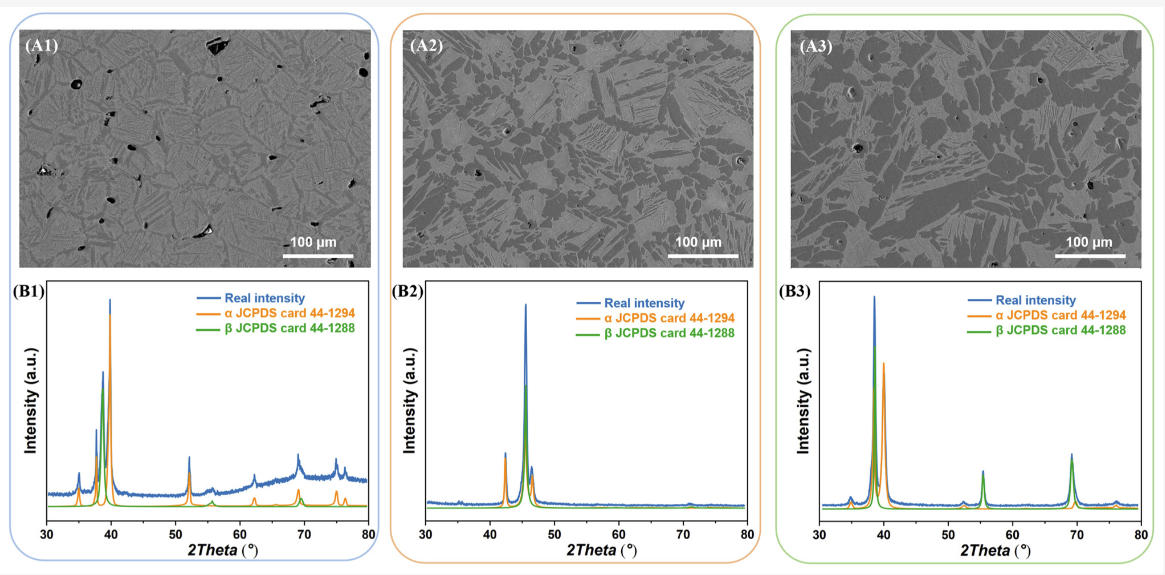 (A1)
100 μm
(A2)
100 μm
(A3)
100 μm
(B1)
Real intensity
α JCPDS card 44-1294
β JCPDS card 44-1288
Intensity (a.u.)
30 40 50 60 70 80
2Theta (°)
(B2)
Real intensity
α JCPDS card 44-1294
β JCPDS card 44-1288
Intensity (a.u.)
30 40 50 60 70 80
2Theta (°)
(B3)
Real intensity
α JCPDS card 44-1294
β JCPDS card 44-1288
Intensity (a.u.)
30 40 50 60 70 80
2Theta (°)